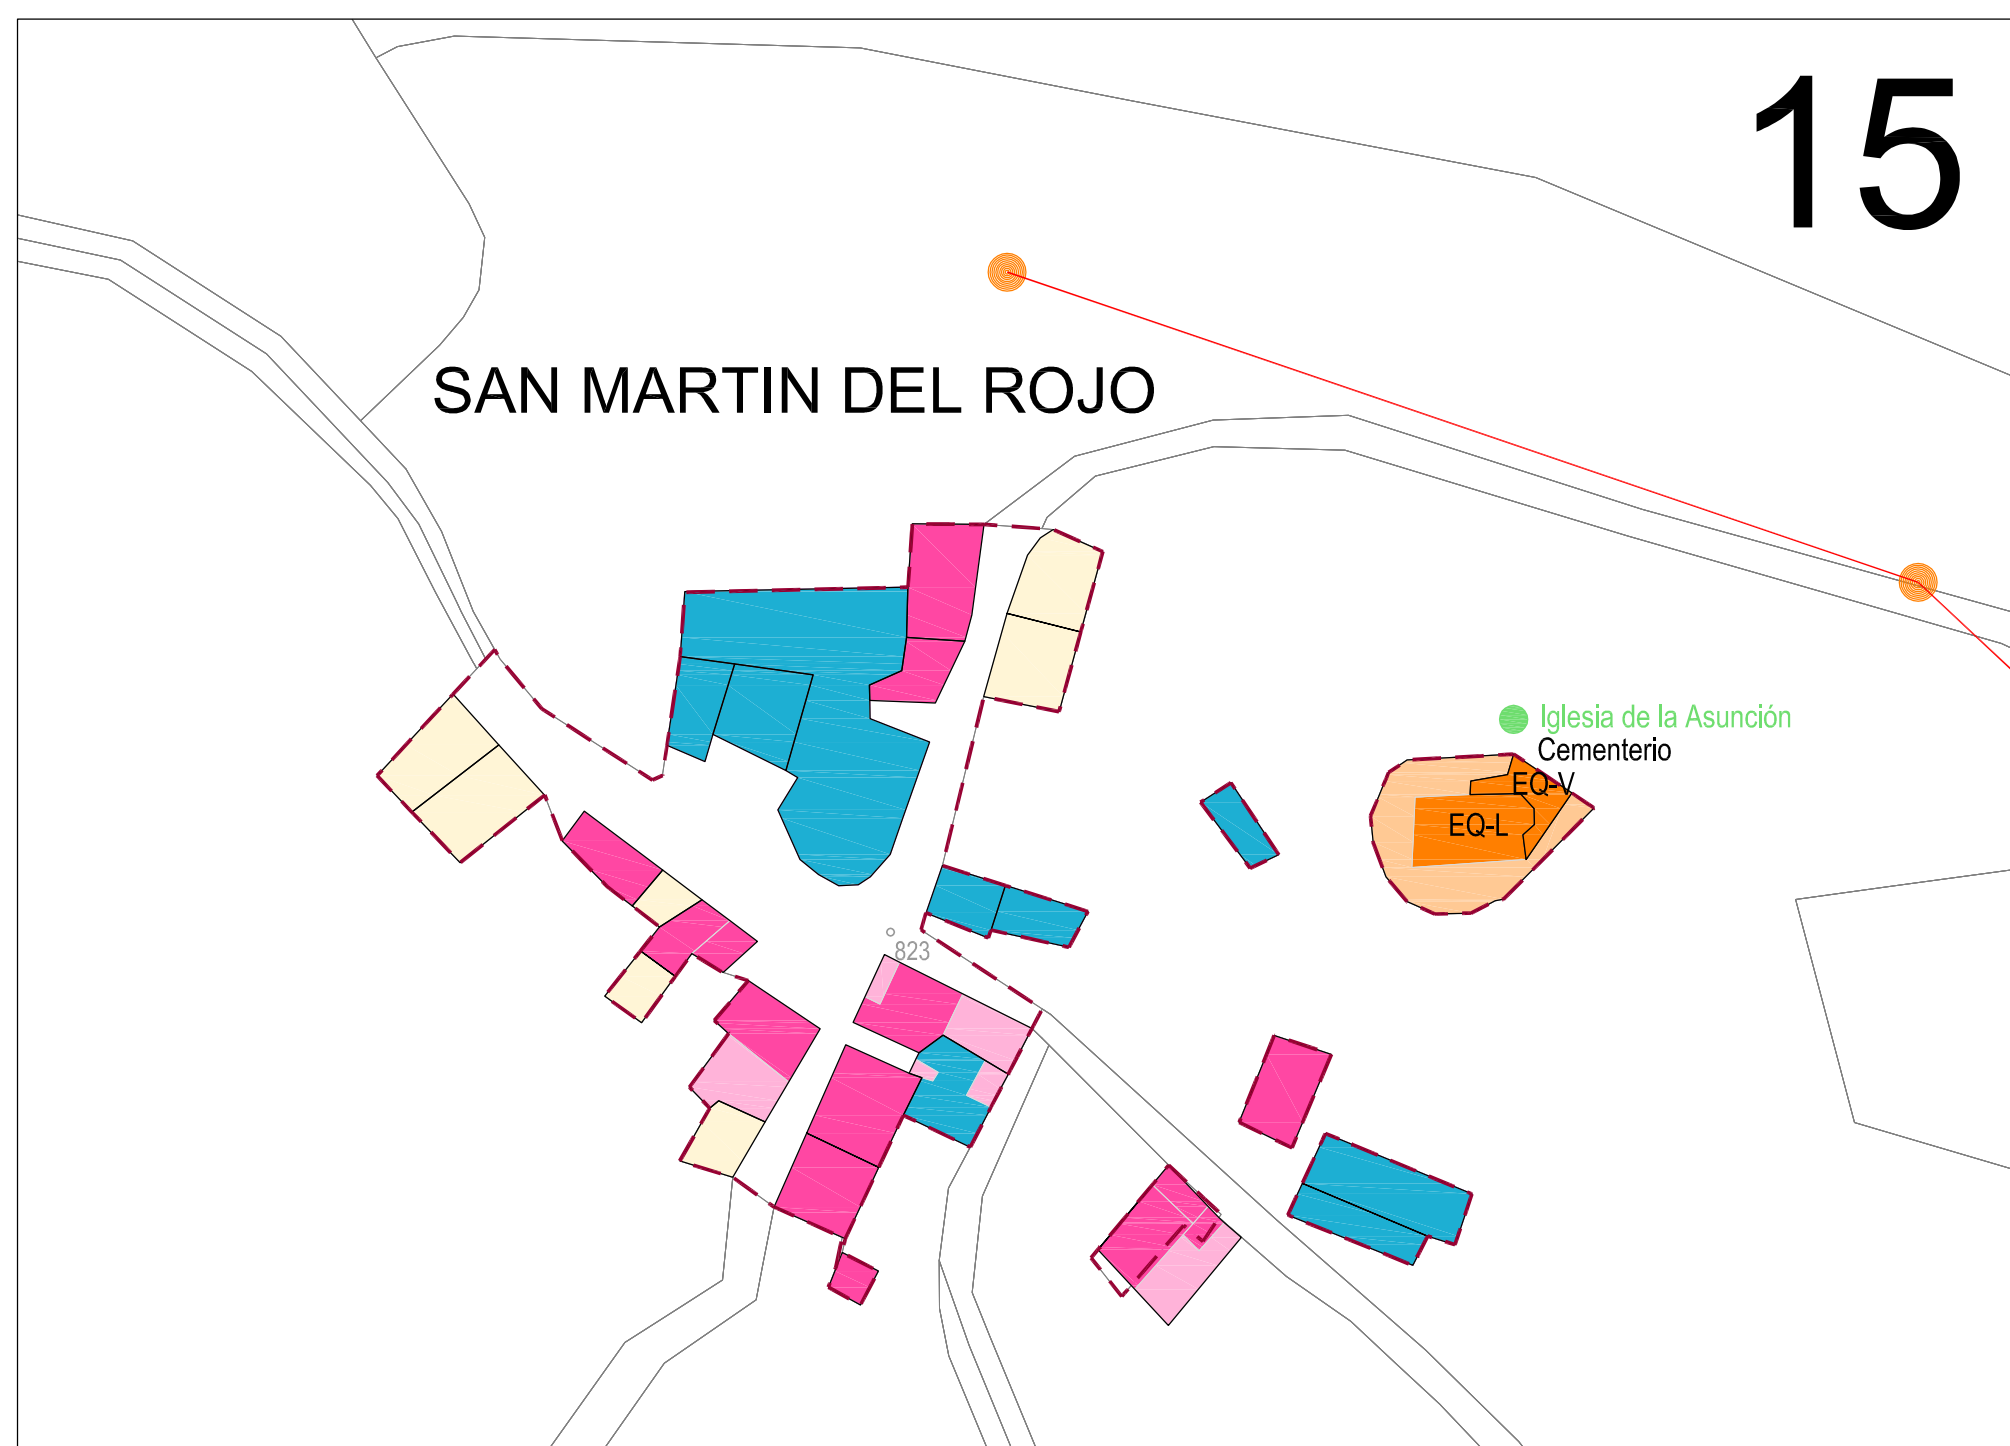 15
SAN MARTIN DEL ROJO
Iglesia de la Asunción
Cementerio
EQ-V
EQ-L
823